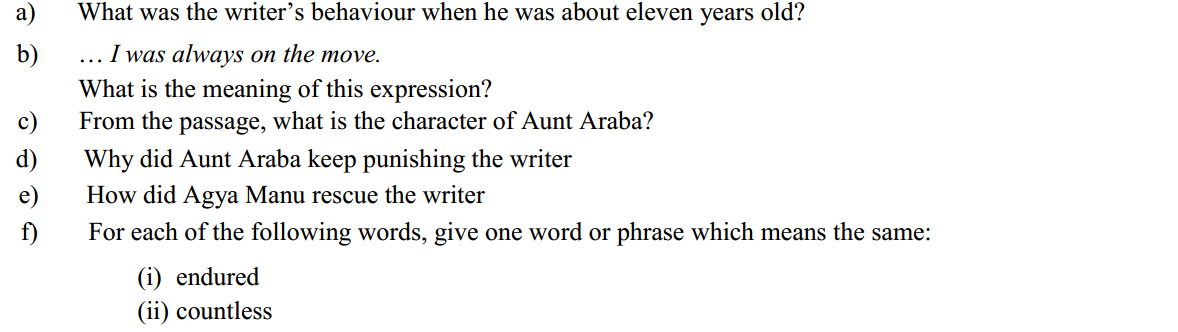 a) What was the writer's behaviour when he was about eleven years old?
b) ... I was always on the move.
What is the meaning of this expression?
c) From the passage, what is the character of Aunt Araba?
d) Why did Aunt Araba keep punishing the writer
e) How did Agya Manu rescue the writer
f) For each of the following words, give one word or phrase which means the same:
(i) endured
(ii) countless